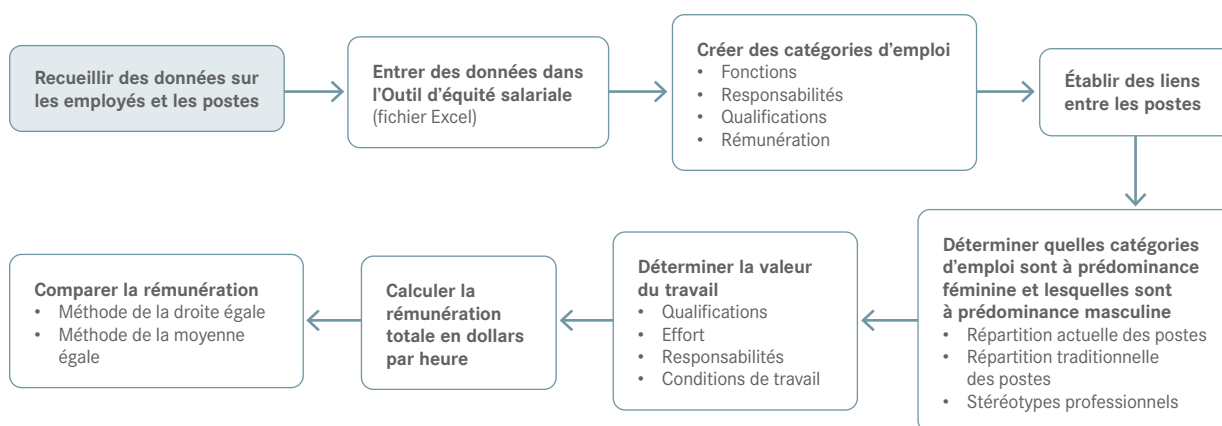 Recueillir des données sur
les employés et les postes
Entrer des données dans
l’Outil d’équité salariale
(fichier Excel)
Créer des catégories d’emploi
• Fonctions
• Responsabilités
• Qualifications
• Rémunération
Établir des liens
entre les postes
Déterminer quelles catégories
d’emploi sont à prédominance
féminine et lesquelles sont
à prédominance masculine
• Répartition actuelle des postes
• Répartition traditionnelle
des postes
• Stéréotypes professionnels
Déterminer la valeur
du travail
• Qualifications
• Effort
• Responsabilités
• Conditions de travail
Calculer la
rémunération
totale en dollars
par heure
Comparer la rémunération
• Méthode de la droite égale
• Méthode de la moyenne
égale